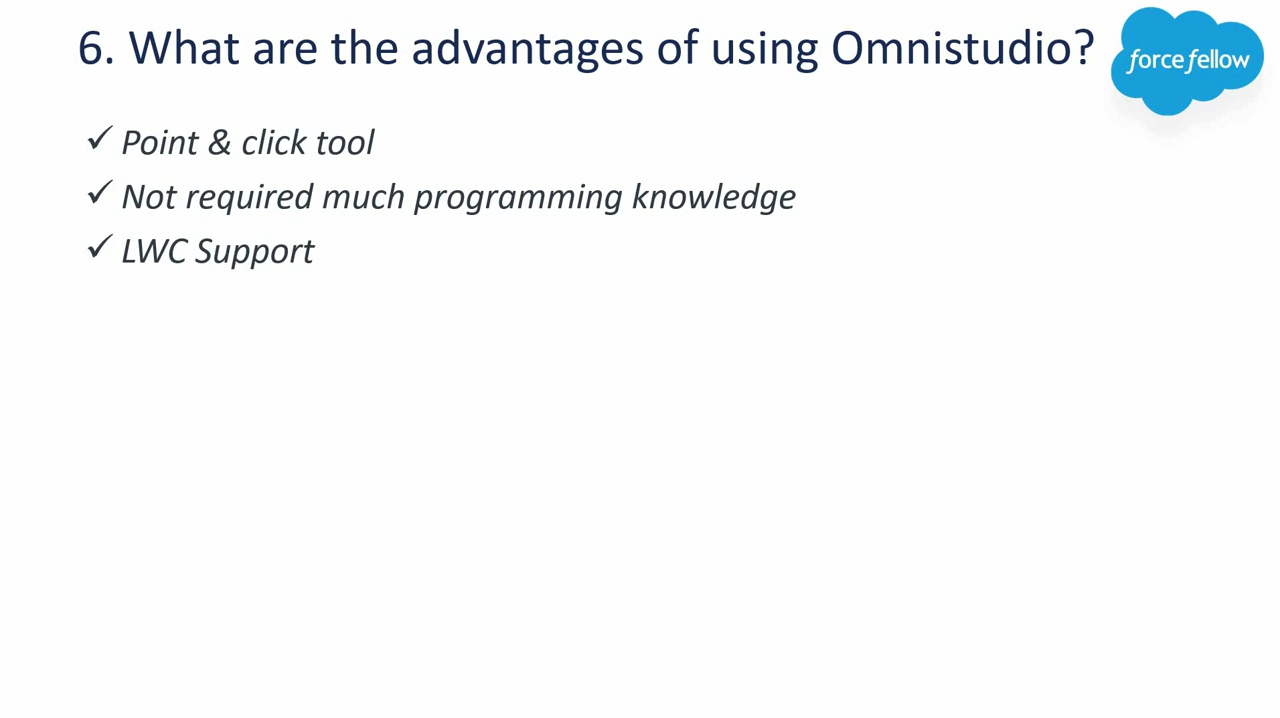 6. What are the advantages of using Omnistudio?
force fellow
✓ Point & click tool
✓ Not required much programming knowledge
✓ LWC Support